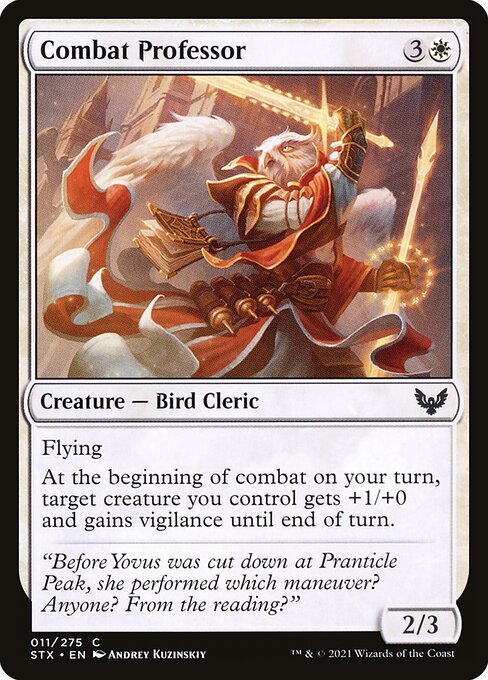 Combat Professor 3
Creature — Bird Cleric
Flying
At the beginning of combat on your turn,
target creature you control gets +1/+0
and gains vigilance until end of turn.
“Before Yovus was cut down at Pranticle
Peak, she performed which maneuver?
Anyone? From the reading?”
2/3
011/275 C
STX • EN Andrey Kuzinskiy ™ & © 2021 Wizards of the Coast